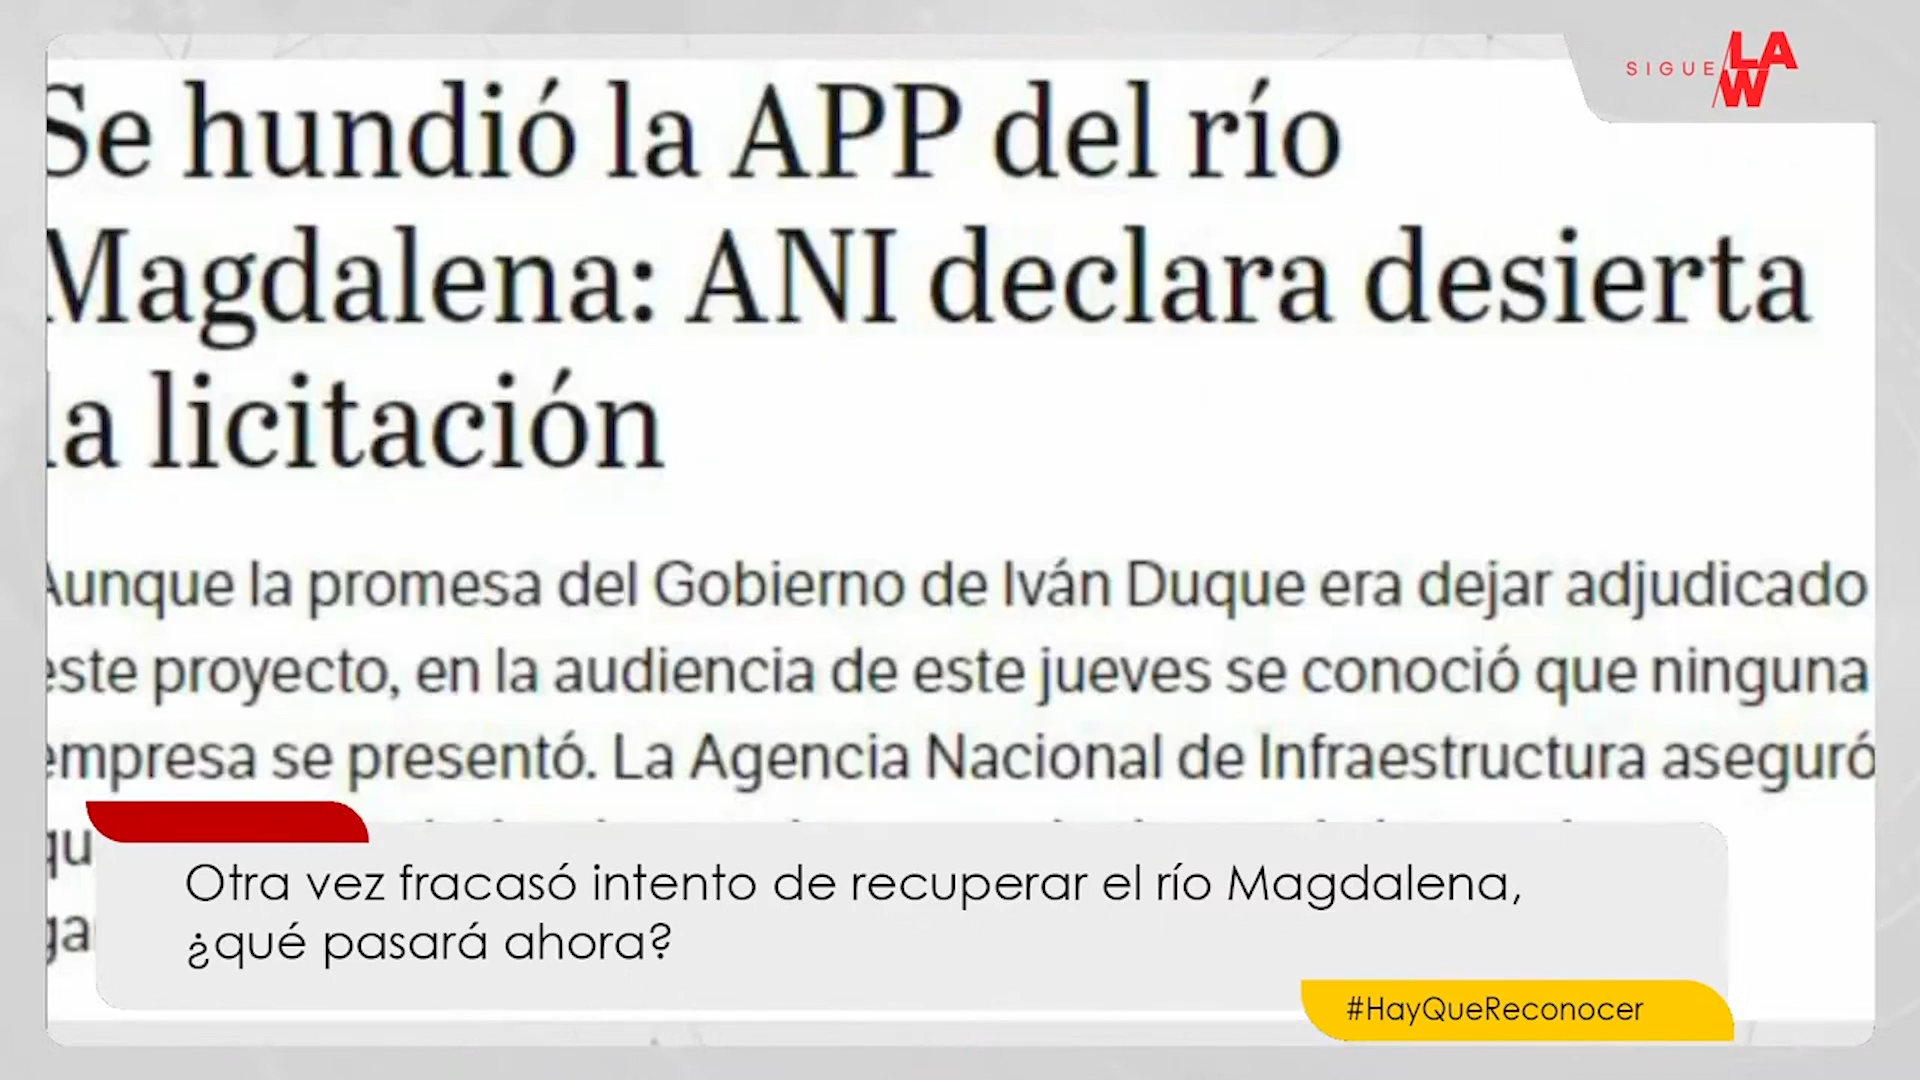 SIGUE LA W
Se hundió la APP del río
Magdalena: ANI declara desierta
la licitación
Aunque la promesa del Gobierno de Iván Duque era dejar adjudicado
este proyecto, en la audiencia de este jueves se conoció que ninguna
empresa se presentó. La Agencia Nacional de Infraestructura aseguró
qu
ga
Otra vez fracasó intento de recuperar el río Magdalena,
¿qué pasará ahora?
#HayQueReconocer